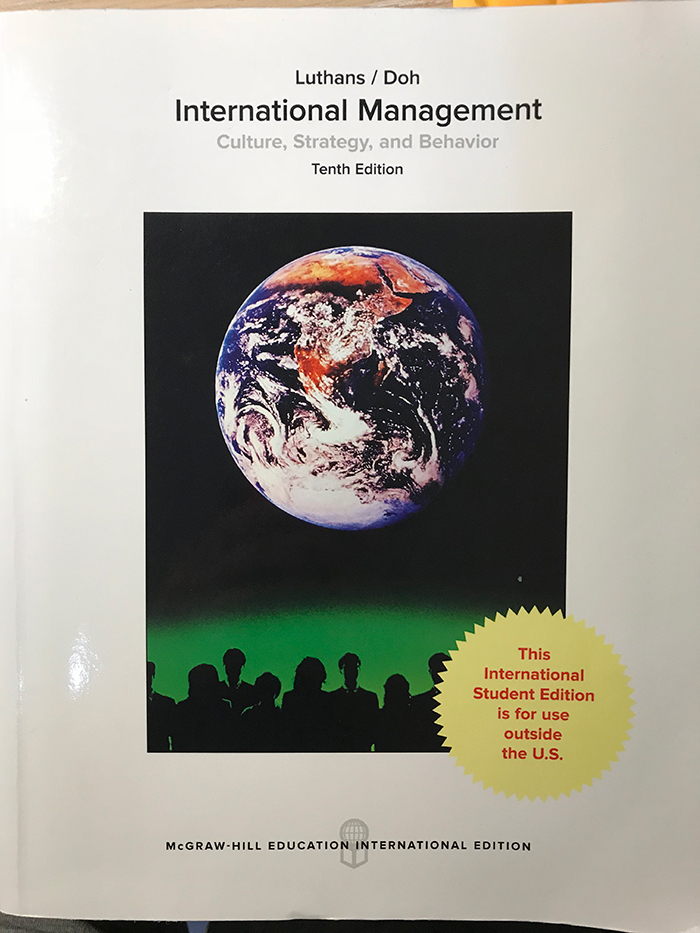 Luthans / Doh
International Management
Culture, Strategy, and Behavior
Tenth Edition
This
International
Student Edition
is for use
outside
the U.S.
McGRAW-HILL EDUCATION INTERNATIONAL EDITION